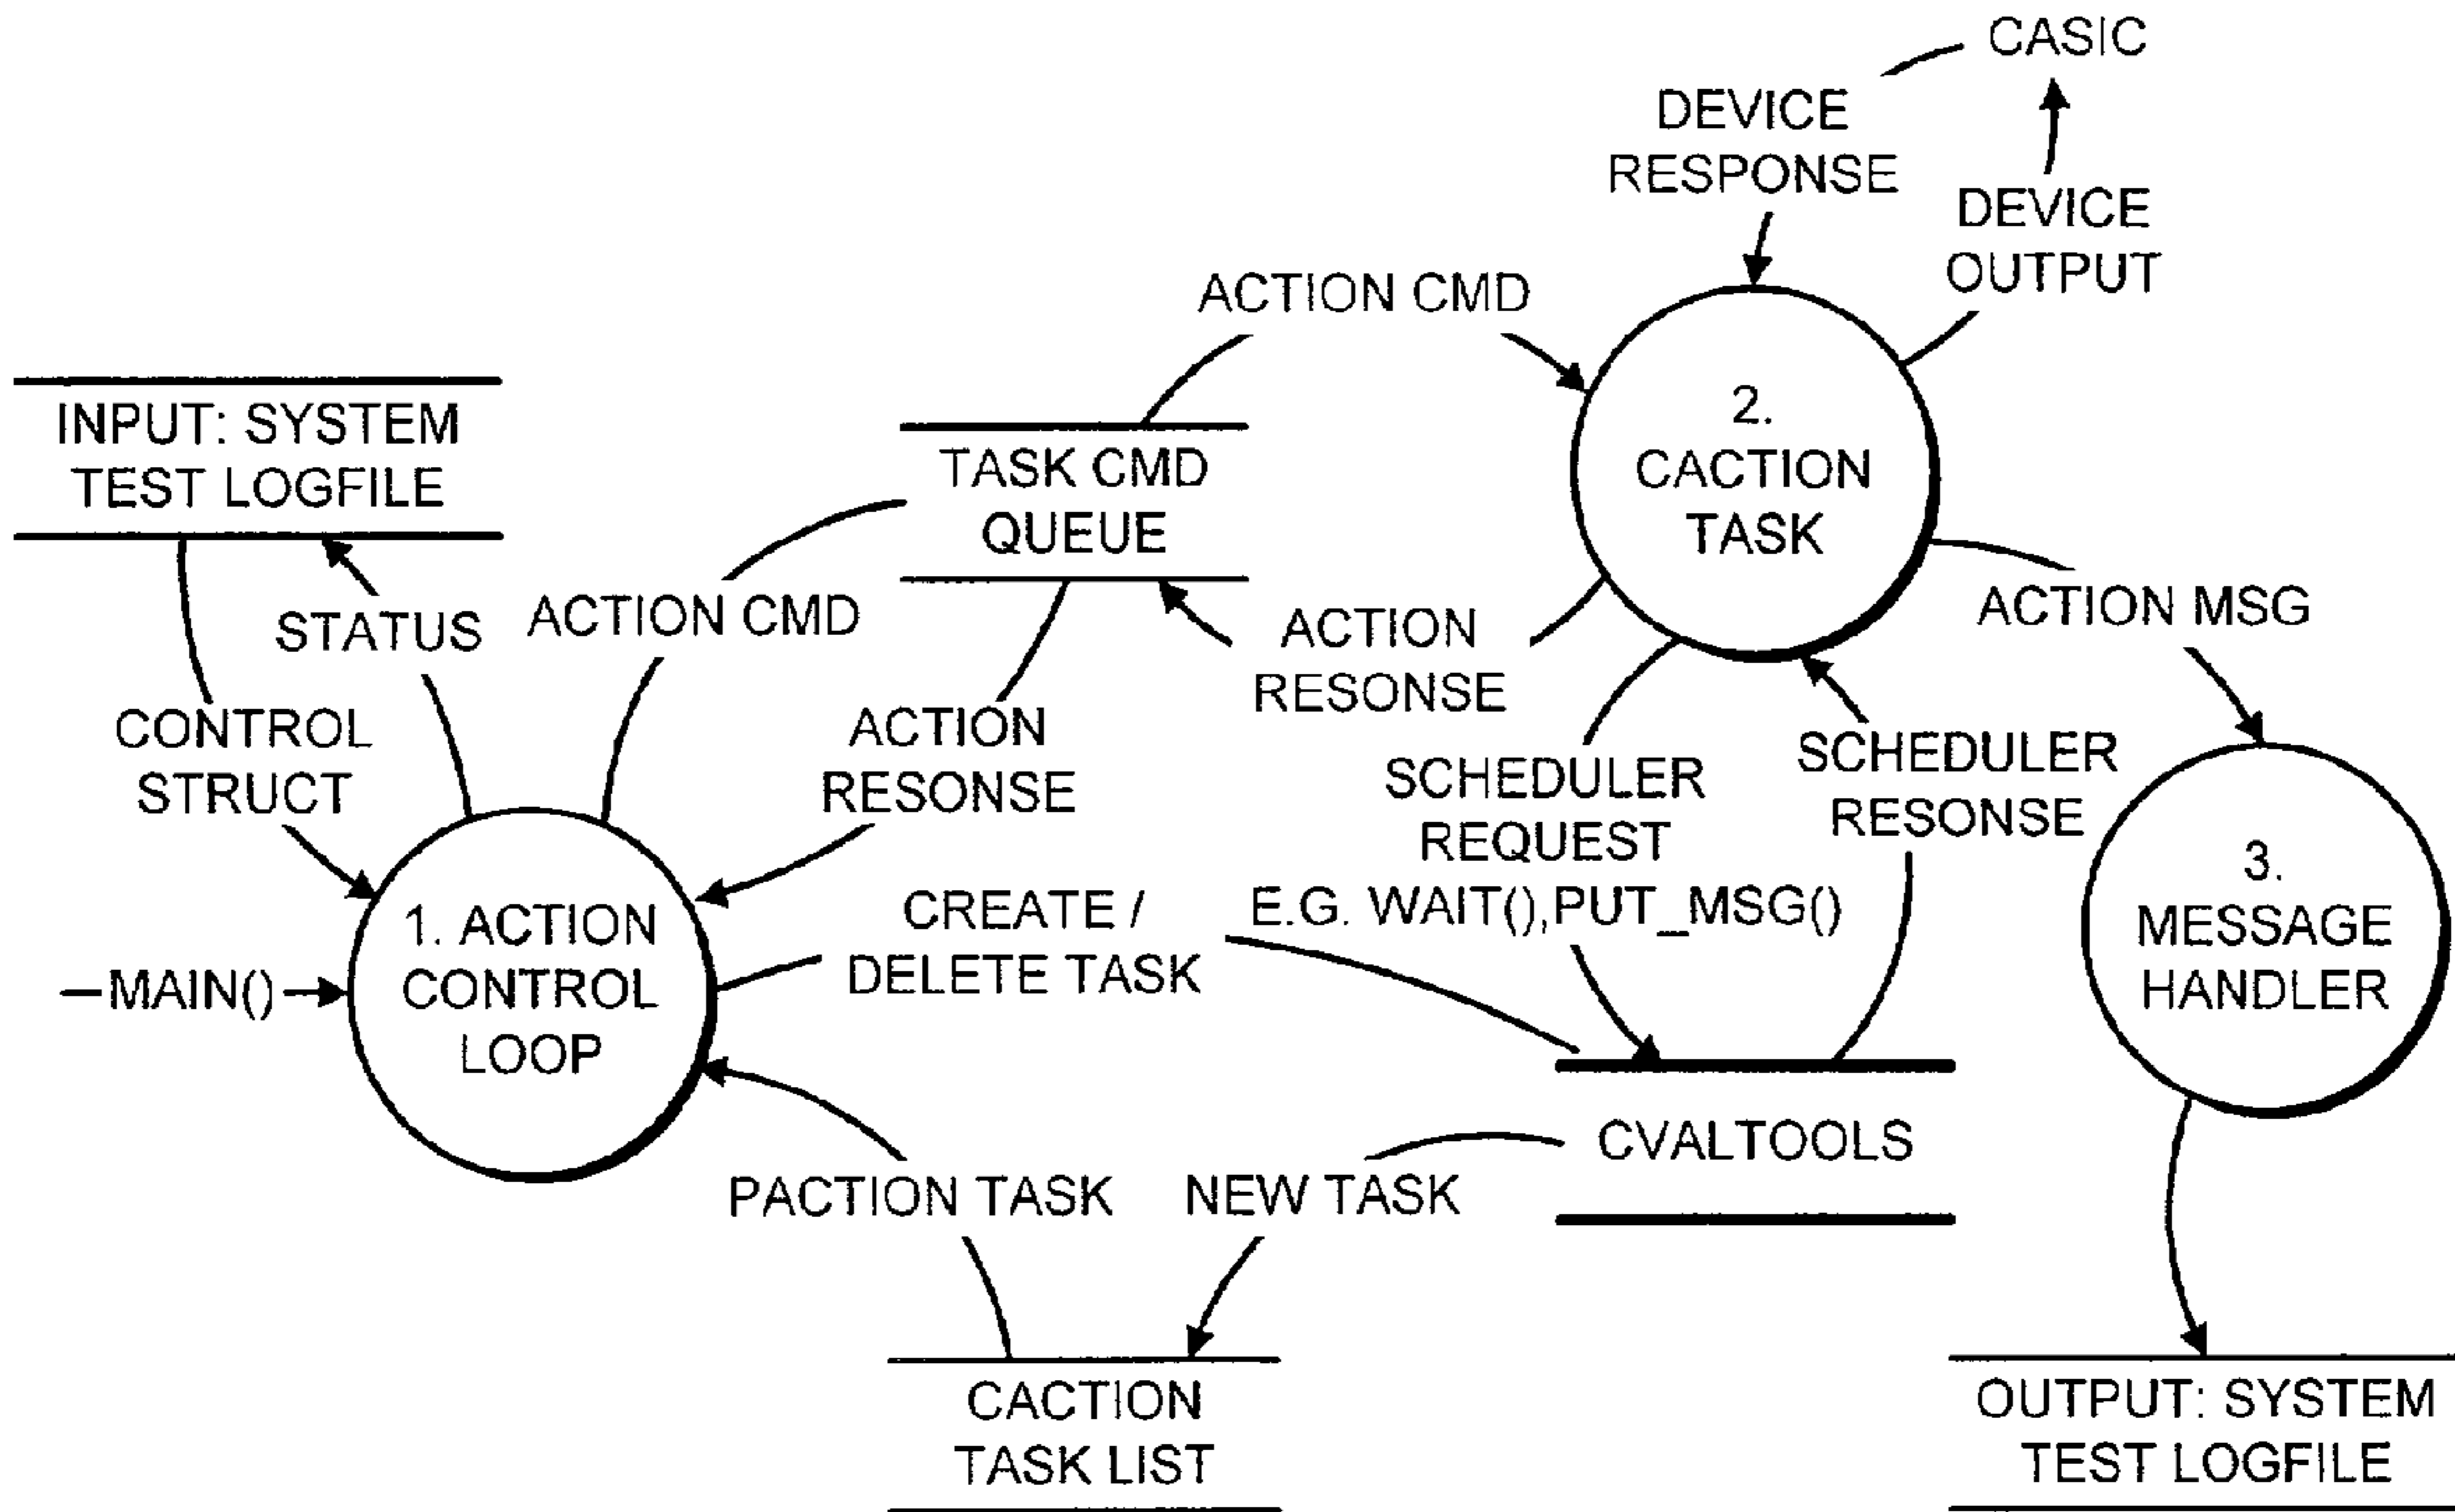 CASIC
DEVICE
RESPONSE
DEVICE
OUTPUT
ACTION CMD
INPUT: SYSTEM
TEST LOGFILE
TASK CMD
QUEUE
2.
CACTION
TASK
STATUS
ACTION CMD
ACTION
RESONSE
ACTION MSG
CONTROL
STRUCT
ACTION
RESONSE
SCHEDULER
REQUEST
E.G. WAIT(),PUT_MSG()
SCHEDULER
RESONSE
3.
MESSAGE
HANDLER
1. ACTION
CONTROL
LOOP
MAIN()
CREATE /
DELETE TASK
CVALTOOLS
PACTION TASK
NEW TASK
CACTION
TASK LIST
OUTPUT: SYSTEM
TEST LOGFILE